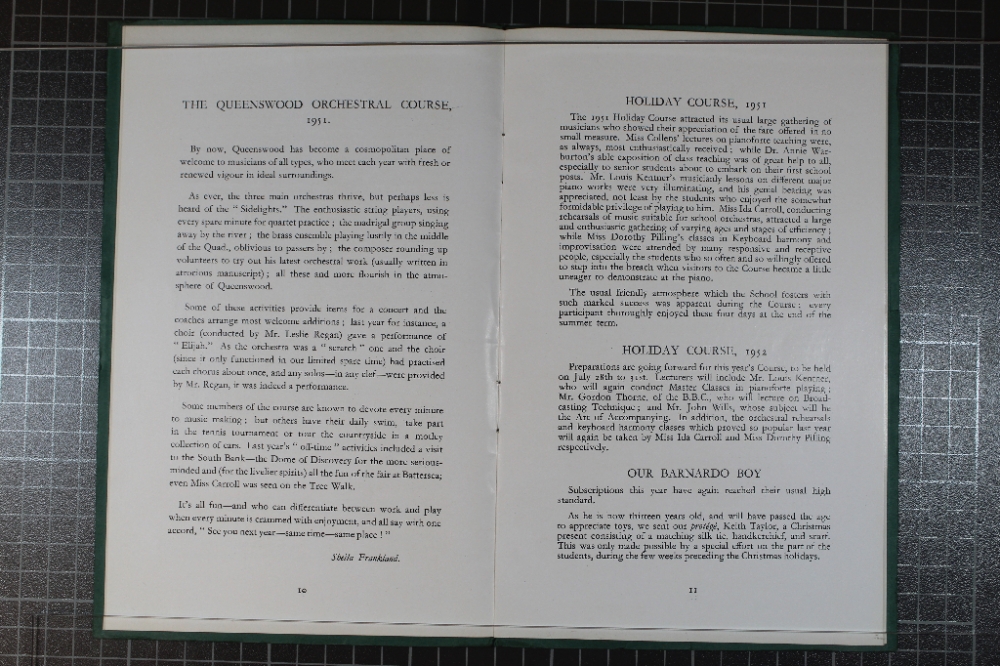 THE QUEENSWOOD ORCHESTRAL COURSE,
1951.
By now, Queenswood has become a cosmopolitan place of
welcome to musicians of all types, who meet each year with fresh or
renewed vigour in ideal surroundings.
As ever, the three main orchestras thrive, but perhaps less is
heard of the "Sidelights." The enthusiastic string players, using
every spare minute for quartet practice; the madrigal group singing
away by the river; the brass ensemble playing lustily in the middle
of the Quad., oblivious to passers by; the composer rounding up
volunteers to try out his latest orchestral work (usually written in
atrocious manuscript); all these and more flourish in the atmo-
sphere of Queenswood.
Some of these activities provide items for a concert and the
coaches arrange most welcome additions; last year for instance, a
choir (conducted by Mr. Leslie Regan) gave a performance of
"Elijah." As the orchestra was a "scratch" one and the choir
(since it only functioned in our limited spare time) had practised
each chorus about once, and any solos—in any clef—were provided
by Mr. Regan, it was indeed a performance.
Some members of the course are known to devote every minute
to music making; but others have their daily swim, take part
in the tennis tournament or tour the countryside in a motley
collection of cars. Last year's "off-time" activities included a visit
to the South Bank—the Dome of Discovery for the more serious-
minded and (for the livelier spirits) all the fun of the fair at Battersea;
even Miss Carroll was seen on the Tree Walk.
It's all fun—and who can differentiate between work and play
when every minute is crammed with enjoyment, and all say with one
accord, "See you next year—same time—same place!"
Sheila Frankland.
10
HOLIDAY COURSE, 1951
The 1951 Holiday Course attracted its usual large gathering of
musicians who showed their appreciation of the fare offered in no
small measure. Miss Collens' lectures on pianoforte teaching were,
as always, most enthusiastically received; while Dr. Annie War-
burton's able exposition of class teaching was of great help to all,
especially to senior students about to embark on their first school
posts. Mr. Louis Kentner's musicianly lessons on different major
piano works were very illuminating, and his genial bearing was
appreciated, not least by the students who enjoyed the somewhat
formidable privilege of playing to him. Miss Ida Carroll, conducting
rehearsals of music suitable for school orchestras, attracted a large
and enthusiastic gathering of varying ages and stages of efficiency;
while Miss Dorothy Pilling's classes in Keyboard harmony and
improvisation were attended by many responsive and receptive
people, especially the students who so often and so willingly offered
to step into the breach when visitors to the Course became a little
uneager to demonstrate at the piano.
The usual friendly atmosphere which the School fosters with
such marked success was apparent during the Course; every
participant thoroughly enjoyed these four days at the end of the
summer term.
HOLIDAY COURSE, 1952
Preparations are going forward for this year's Course, to be held
on July 28th to 31st. Lecturers will include Mr. Louis Kentner,
who will again conduct Master Classes in pianoforte playing;
Mr. Gordon Thorne, of the B.B.C., who will lecture on Broad-
casting Technique; and Mr. John Wills, whose subject will be
the Art of Accompanying. In addition, the orchestral rehearsals
and keyboard harmony classes which proved so popular last year
will again be taken by Miss Ida Carroll and Miss Dorothy Pilling
respectively.
OUR BARNARDO BOY
Subscriptions this year have again reached their usual high
standard.
As he is now thirteen years old, and will have passed the age
to appreciate toys, we sent our protégé, Keith Taylor, a Christmas
present consisting of a matching silk tie, handkerchief, and scarf.
This was only made possible by a special effort on the part of the
students, during the few weeks preceding the Christmas holidays.
11